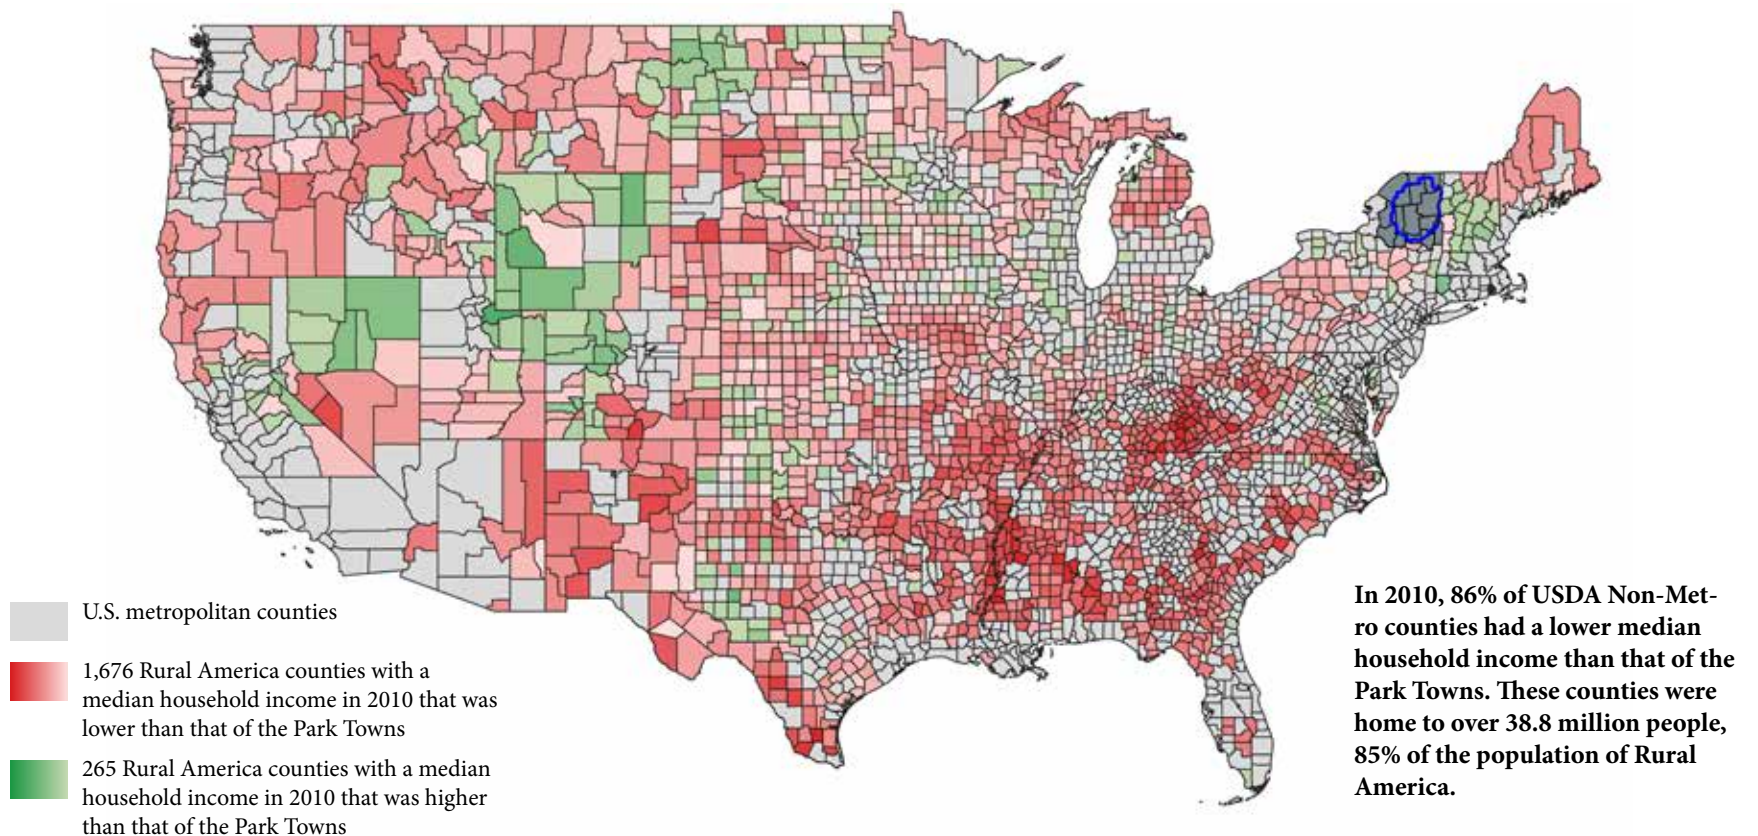 U.S. metropolitan counties
1,676 Rural America counties with a
median household income in 2010 that was
lower than that of the Park Towns
265 Rural America counties with a median
household income in 2010 that was higher
than that of the Park Towns
In 2010, 86% of USDA Non-Met-
ro counties had a lower median
household income than that of the
Park Towns. These counties were
home to over 38.8 million people,
85% of the population of Rural
America.